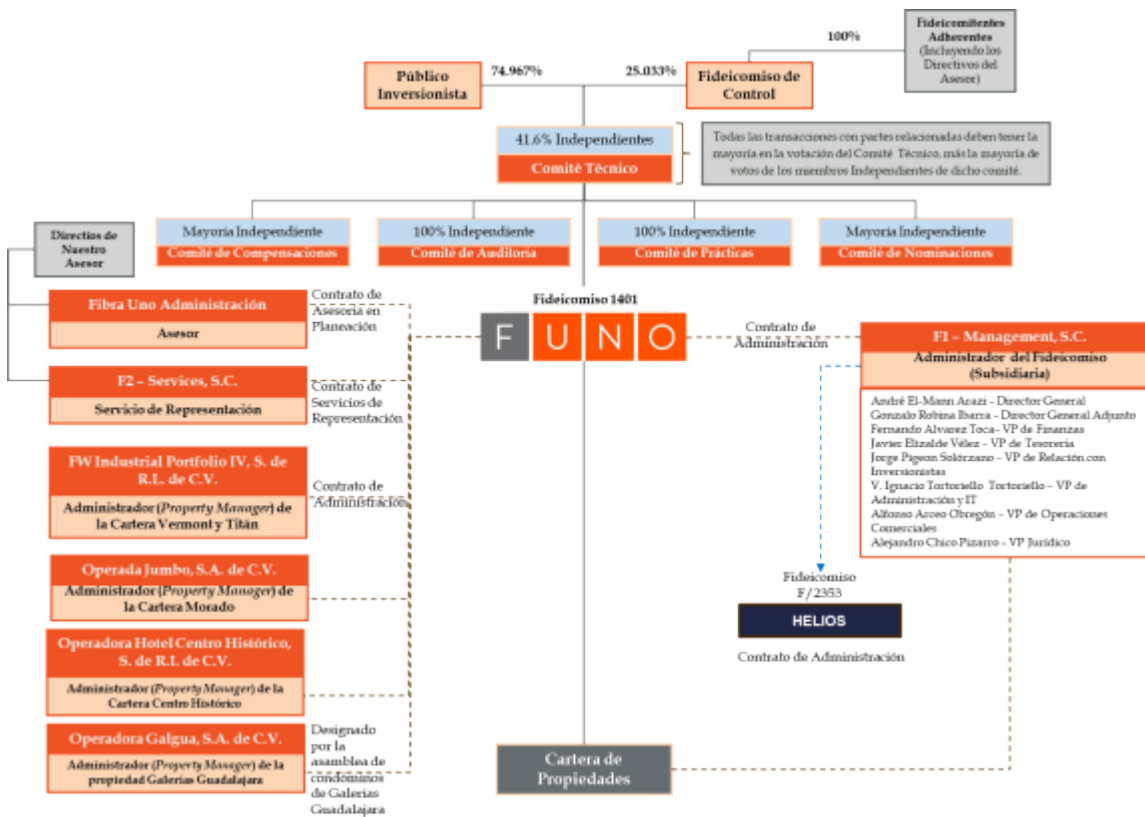 Fideicomitentes
Adherentes
(Incluyendo los
Directivos del
Asesor)
100%
74.967%
25.033%
Público
Inversionista
Fideicomiso de
Control
41.6% Independientes
Comité Técnico
Todas las transacciones con partes relacionadas deben tener la
mayoría en la votación del Comité Técnico, más la mayoría de
votos de los miembros Independientes de dicho comité.
Mayoría Independiente
Comité de Compensaciones
100% Independiente
Comité de Auditoría
100% Independiente
Comité de Prácticas
Mayoría Independiente
Comité de Nominaciones
Directios de
Nuestro
Asesor
Fibra Uno Administración
Asesor
Contrato de
Asesoría en
Planeación
Fideicomiso 1401
FUNO
Contrato de
Administración
F1 – Management, S.C.
Administrador del Fideicomiso
(Subsidiaria)
André El-Mann Arazi – Director General
Gonzalo Robina Ibarra – Director General Adjunto
Fernando Alvarez Toca– VP de Finanzas
Javier Elizalde Vélez – VP de Tesorería
Jorge Pigeon Solórzano – VP de Relación con
Inversionistas
V. Ignacio Tortoriello Tortoriello – VP de
Administración y IT
Alfonso Arceo Obregón – VP de Operaciones
Comerciales
Alejandro Chico Pizarro – VP Jurídico
F2 – Services, S.C.
Servicio de Representación
Contrato de
Servicios de
Representación
FW Industrial Portfolio IV, S. de
R.L. de C.V.
Administrador (Property Manager) de
la Cartera Vermont y Titán
Contrato de
Administración
Operada Jumbo, S.A. de C.V.
Administrador (Property Manager) de
la Cartera Morado
Operadora Hotel Centro Histórico,
S. de R.L de C.V.
Administrador (Property Manager) de la
Cartera Centro Histórico
Operadora Galgua, S.A. de C.V.
Administrador (Property Manager) de la
propiedad Galerías Guadalajara
Designado
por la
asamblea de
condóminos
de Galerías
Guadalajara
Fideicomiso
F/2353
HELIOS
Contrato de Administración
Cartera de
Propiedades